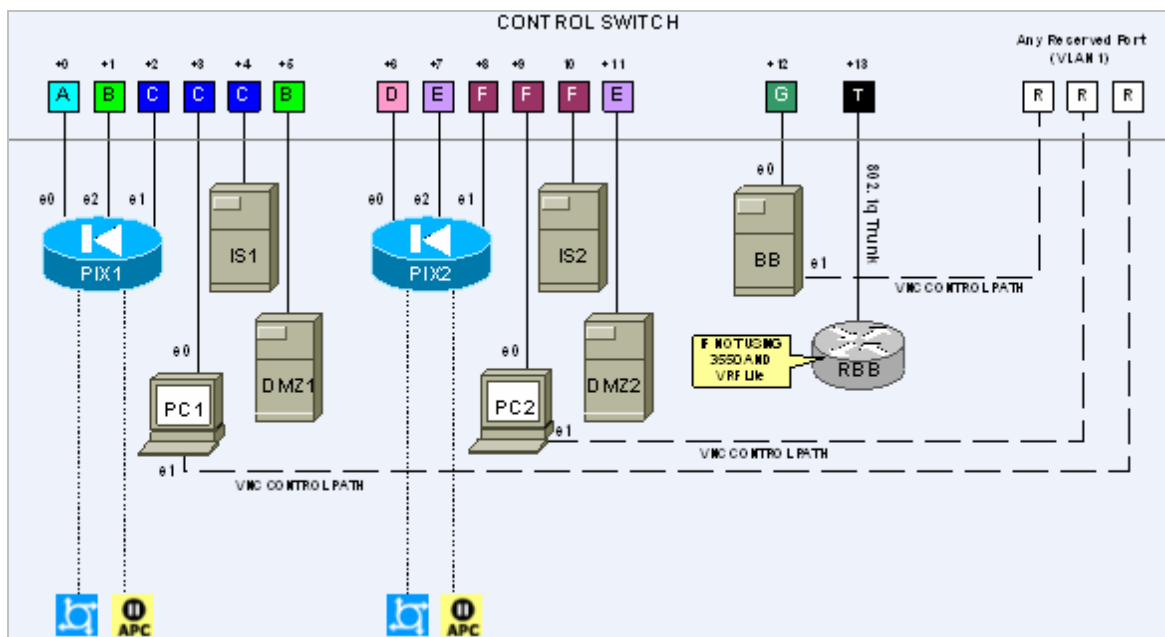 CONTROL SWITCH
Any Reserved Port
(VLAN 1)
+0 +1 +2 +3 +4 +5 +6 +7 +8 +9 10 +11 +12 +13
A B C C C B D E F F F E G T R R R
e0 e2 e1 e0 e2 e1 e0
802.1q Trunk
PIX1 IS1 PIX2 IS2 BB e1
VNC CONTROL PATH
IF NOT USING
3550 AND
VRF Lite
RBB
e0 DMZ1 e0 DMZ2
PC1 PC2
e1
VNC CONTROL PATH
e1
VNC CONTROL PATH
APC APC